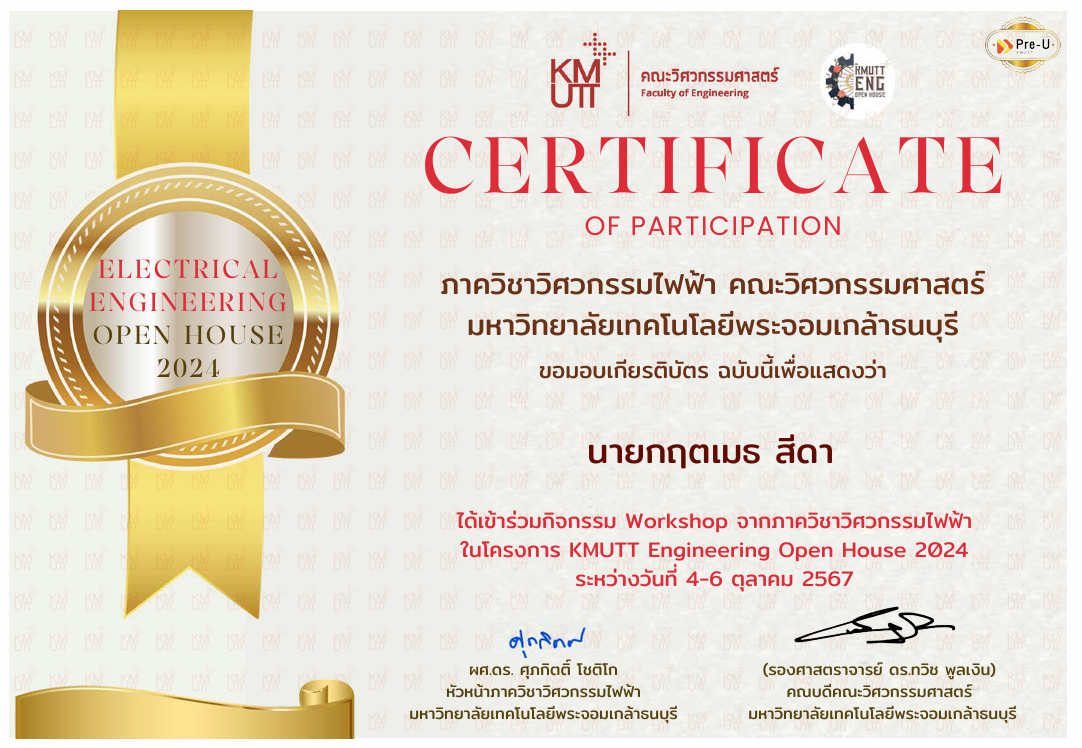 Pre-U
KMUTT
KM
UTT
คณะวิศวกรรมศาสตร์
Faculty of Engineering
KMUTT
ENG
OPEN HOUSE
CERTIFICATE
OF PARTICIPATION
ELECTRICAL
ENGINEERING
OPEN HOUSE
2024
ภาควิชาวิศวกรรมไฟฟ้า คณะวิศวกรรมศาสตร์
มหาวิทยาลัยเทคโนโลยีพระจอมเกล้าธนบุรี
ขอมอบเกียรติบัตร ฉบับนี้เพื่อแสดงว่า
นายกฤตเมธ สีดา
ได้เข้าร่วมกิจกรรม Workshop จากภาควิชาวิศวกรรมไฟฟ้า
ในโครงการ KMUTT Engineering Open House 2024
ระหว่างวันที่ 4-6 ตุลาคม 2567
ศุภกิตต์
ผศ.ดร. ศุภกิตติ์ โชติโก
หัวหน้าภาควิชาวิศวกรรมไฟฟ้า
มหาวิทยาลัยเทคโนโลยีพระจอมเกล้าธนบุรี
(รองศาสตราจารย์ ดร.ทวิช พูลเงิน)
คณบดีคณะวิศวกรรมศาสตร์
มหาวิทยาลัยเทคโนโลยีพระจอมเกล้าธนบุรี